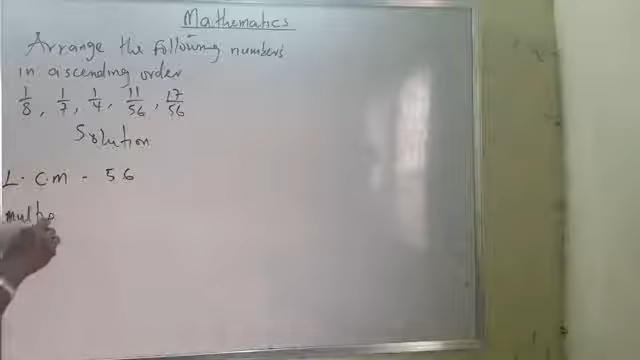 Mathematics
Arrange the following numbers
in ascending order
1/8, 1/7, 1/4, 11/56, 17/56
Solution
L.C.M - 56